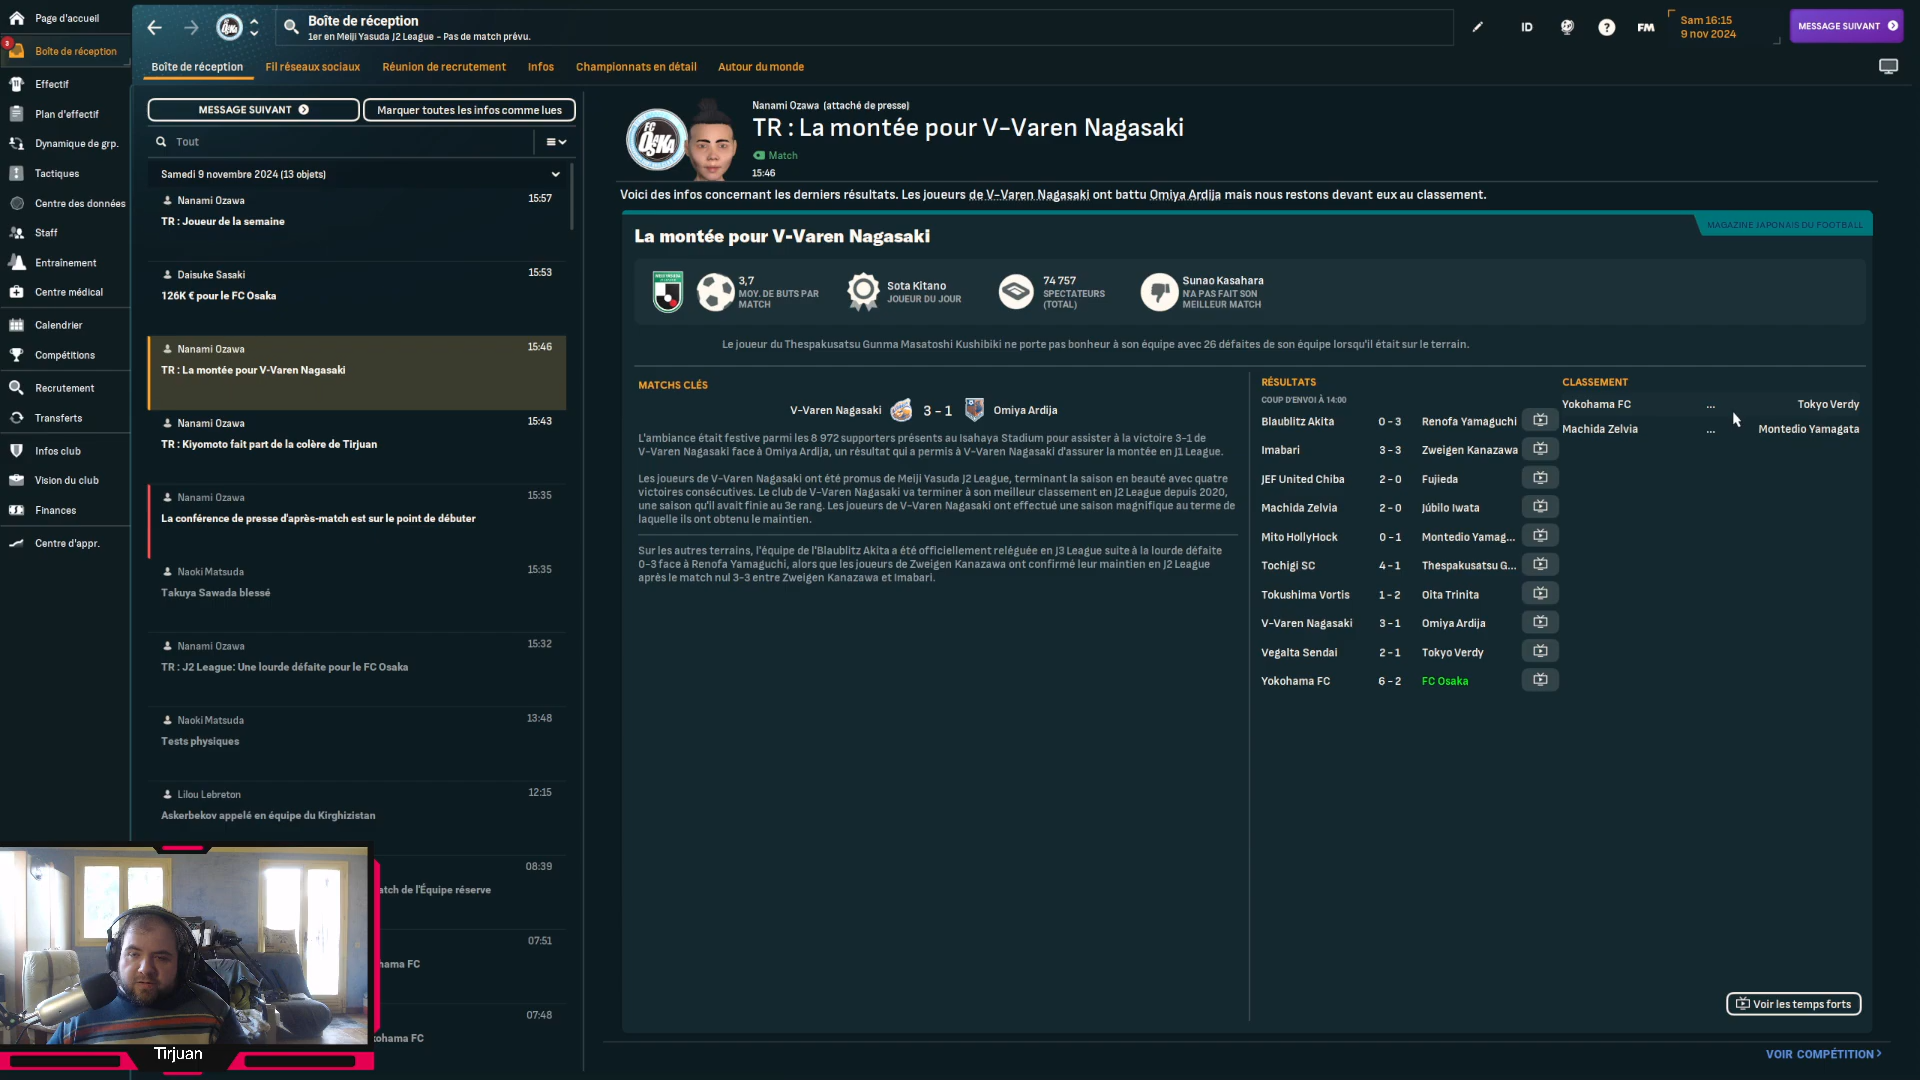 Page d'accueil
3
Boîte de réception
Effectif
Plan d'effectif
Dynamique de grp.
Tactiques
Centre des données
Staff
Entraînement
Centre médical
Calendrier
Compétitions
Recrutement
Transferts
Infos club
Vision du club
Finances
Centre d'appr.
Boîte de réception
1er en Meiji Yasuda J2 League - Pas de match prévu.
ID
FM
Sam 16:15
9 nov 2024
MESSAGE SUIVANT
Boîte de réception
Fil réseaux sociaux
Réunion de recrutement
Infos
Championnats en détail
Autour du monde
MESSAGE SUIVANT
Marquer toutes les infos comme lues
Tout
Samedi 9 novembre 2024 (13 objets)
Nanami Ozawa 15:57
TR : Joueur de la semaine
Daisuke Sasaki 15:53
126K € pour le FC Osaka
Nanami Ozawa 15:46
TR : La montée pour V-Varen Nagasaki
Nanami Ozawa 15:43
TR : Kiyomoto fait part de la colère de Tirjuan
Nanami Ozawa 15:35
La conférence de presse d'après-match est sur le point de débuter
Naoki Matsuda 15:35
Takuya Sawada blessé
Nanami Ozawa 15:32
TR : J2 League: Une lourde défaite pour le FC Osaka
Naoki Matsuda 13:48
Tests physiques
Lilou Lebreton 12:15
Askerbekov appelé en équipe du Kirghizistan
08:39
atch de l'Équipe réserve
07:51
hama FC
07:48
ohama FC
Tirjuan
FC OSAKA
Nanami Ozawa (attaché de presse)
TR : La montée pour V-Varen Nagasaki
Match
15:46
Voici des infos concernant les derniers résultats. Les joueurs de V-Varen Nagasaki ont battu Omiya Ardija mais nous restons devant eux au classement.
MAGAZINE JAPONAIS DU FOOTBALL
La montée pour V-Varen Nagasaki
3,7
MOY. DE BUTS PAR MATCH
Sota Kitano
JOUEUR DU JOUR
74 757
SPECTATEURS (TOTAL)
Sunao Kasahara
N'A PAS FAIT SON MEILLEUR MATCH
Le joueur du Thespakusatsu Gunma Masatoshi Kushibiki ne porte pas bonheur à son équipe avec 26 défaites de son équipe lorsqu'il était sur le terrain.
MATCHS CLÉS
V-Varen Nagasaki 3 - 1 Omiya Ardija
L'ambiance était festive parmi les 8 972 supporters présents au Isahaya Stadium pour assister à la victoire 3-1 de
V-Varen Nagasaki face à Omiya Ardija, un résultat qui a permis à V-Varen Nagasaki d'assurer la montée en J1 League.
Les joueurs de V-Varen Nagasaki ont été promus de Meiji Yasuda J2 League, terminant la saison en beauté avec quatre
victoires consécutives. Le club de V-Varen Nagasaki va terminer à son meilleur classement en J2 League depuis 2020,
une saison qu'il avait finie au 3e rang. Les joueurs de V-Varen Nagasaki ont effectué une saison magnifique au terme de
laquelle ils ont obtenu le maintien.
Sur les autres terrains, l'équipe de l'Blaublitz Akita a été officiellement reléguée en J3 League suite à la lourde défaite
0-3 face à Renofa Yamaguchi, alors que les joueurs de Zweigen Kanazawa ont confirmé leur maintien en J2 League
après le match nul 3-3 entre Zweigen Kanazawa et Imabari.
RÉSULTATS
COUP D'ENVOI À 14:00
Blaublitz Akita 0 - 3 Renofa Yamaguchi
Imabari 3 - 3 Zweigen Kanazawa
JEF United Chiba 2 - 0 Fujieda
Machida Zelvia 2 - 0 Júbilo Iwata
Mito HollyHock 0 - 1 Montedio Yamag...
Tochigi SC 4 - 1 Thespakusatsu G...
Tokushima Vortis 1 - 2 Oita Trinita
V-Varen Nagasaki 3 - 1 Omiya Ardija
Vegalta Sendai 2 - 1 Tokyo Verdy
Yokohama FC 6 - 2 FC Osaka
CLASSEMENT
Yokohama FC ... Tokyo Verdy
Machida Zelvia ... Montedio Yamagata
Voir les temps forts
VOIR COMPÉTITION